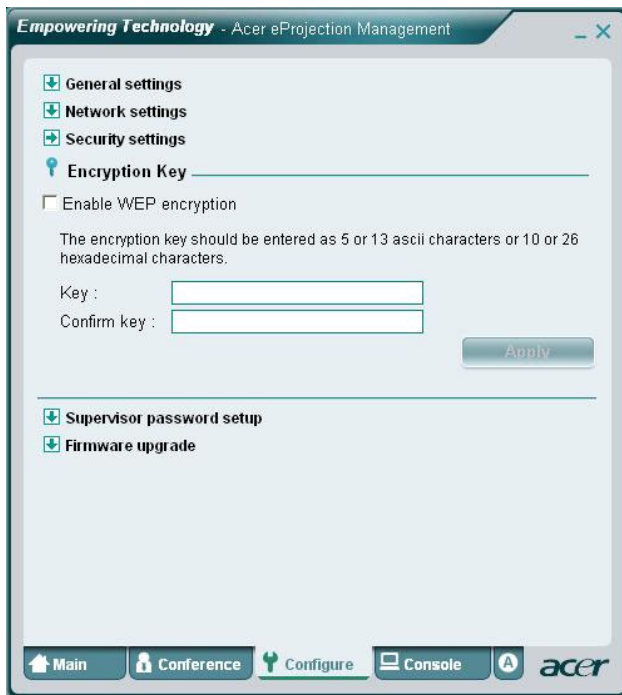 Empowering Technology - Acer eProjection Management
General settings
Network settings
Security settings
Encryption Key
Enable WEP encryption
The encryption key should be entered as 5 or 13 ascii characters or 10 or 26
hexadecimal characters.
Key :
Confirm key :
Apply
Supervisor password setup
Firmware upgrade
Main Conference Configure Console A acer